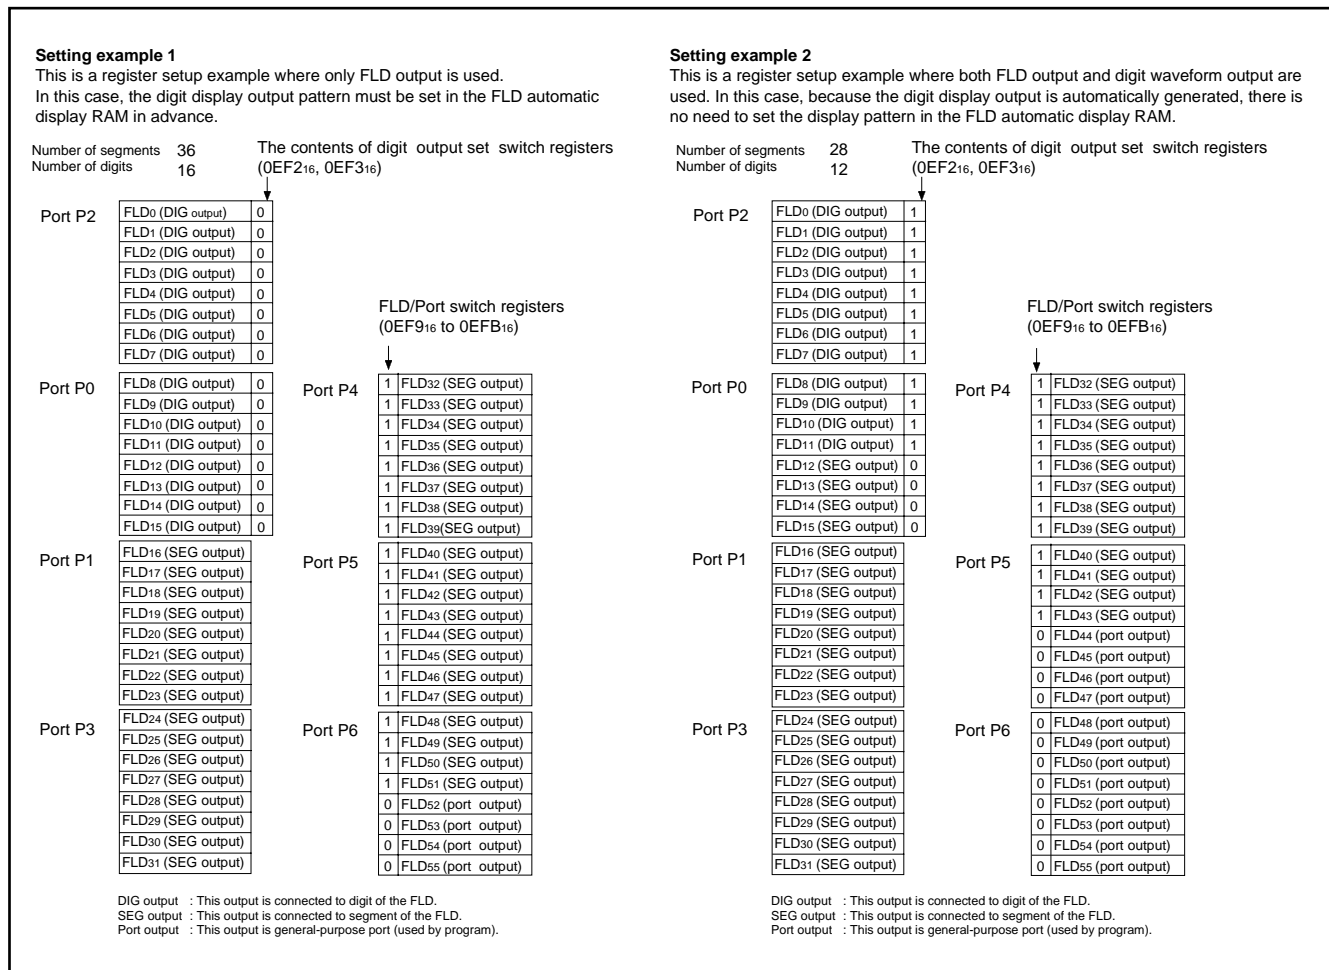 Setting example 1
This is a register setup example where only FLD output is used.
In this case, the digit display output pattern must be set in the FLD automatic
display RAM in advance.
Number of segments 36
Number of digits 16
The contents of digit output set switch registers
(0EF2₁₆, 0EF3₁₆)
Port P2
FLD₀ (DIG output) 0
FLD₁ (DIG output) 0
FLD₂ (DIG output) 0
FLD₃ (DIG output) 0
FLD₄ (DIG output) 0
FLD₅ (DIG output) 0
FLD₆ (DIG output) 0
FLD₇ (DIG output) 0
Port P0
FLD₈ (DIG output) 0
FLD₉ (DIG output) 0
FLD₁₀ (DIG output) 0
FLD₁₁ (DIG output) 0
FLD₁₂ (DIG output) 0
FLD₁₃ (DIG output) 0
FLD₁₄ (DIG output) 0
FLD₁₅ (DIG output) 0
Port P1
FLD₁₆ (SEG output)
FLD₁₇ (SEG output)
FLD₁₈ (SEG output)
FLD₁₉ (SEG output)
FLD₂₀ (SEG output)
FLD₂₁ (SEG output)
FLD₂₂ (SEG output)
FLD₂₃ (SEG output)
Port P3
FLD₂₄ (SEG output)
FLD₂₅ (SEG output)
FLD₂₆ (SEG output)
FLD₂₇ (SEG output)
FLD₂₈ (SEG output)
FLD₂₉ (SEG output)
FLD₃₀ (SEG output)
FLD₃₁ (SEG output)
FLD/Port switch registers
(0EF9₁₆ to 0EFB₁₆)
Port P4
1 FLD₃₂ (SEG output)
1 FLD₃₃ (SEG output)
1 FLD₃₄ (SEG output)
1 FLD₃₅ (SEG output)
1 FLD₃₆ (SEG output)
1 FLD₃₇ (SEG output)
1 FLD₃₈ (SEG output)
1 FLD₃₉(SEG output)
Port P5
1 FLD₄₀ (SEG output)
1 FLD₄₁ (SEG output)
1 FLD₄₂ (SEG output)
1 FLD₄₃ (SEG output)
1 FLD₄₄ (SEG output)
1 FLD₄₅ (SEG output)
1 FLD₄₆ (SEG output)
1 FLD₄₇ (SEG output)
Port P6
1 FLD₄₈ (SEG output)
1 FLD₄₉ (SEG output)
1 FLD₅₀ (SEG output)
1 FLD₅₁ (SEG output)
0 FLD₅₂ (port output)
0 FLD₅₃ (port output)
0 FLD₅₄ (port output)
0 FLD₅₅ (port output)
DIG output : This output is connected to digit of the FLD.
SEG output : This output is connected to segment of the FLD.
Port output : This output is general-purpose port (used by program).
Setting example 2
This is a register setup example where both FLD output and digit waveform output are
used. In this case, because the digit display output is automatically generated, there is
no need to set the display pattern in the FLD automatic display RAM.
Number of segments 28
Number of digits 12
The contents of digit output set switch registers
(0EF2₁₆, 0EF3₁₆)
Port P2
FLD₀ (DIG output) 1
FLD₁ (DIG output) 1
FLD₂ (DIG output) 1
FLD₃ (DIG output) 1
FLD₄ (DIG output) 1
FLD₅ (DIG output) 1
FLD₆ (DIG output) 1
FLD₇ (DIG output) 1
Port P0
FLD₈ (DIG output) 1
FLD₉ (DIG output) 1
FLD₁₀ (DIG output) 1
FLD₁₁ (DIG output) 1
FLD₁₂ (SEG output) 0
FLD₁₃ (SEG output) 0
FLD₁₄ (SEG output) 0
FLD₁₅ (SEG output) 0
Port P1
FLD₁₆ (SEG output)
FLD₁₇ (SEG output)
FLD₁₈ (SEG output)
FLD₁₉ (SEG output)
FLD₂₀ (SEG output)
FLD₂₁ (SEG output)
FLD₂₂ (SEG output)
FLD₂₃ (SEG output)
Port P3
FLD₂₄ (SEG output)
FLD₂₅ (SEG output)
FLD₂₆ (SEG output)
FLD₂₇ (SEG output)
FLD₂₈ (SEG output)
FLD₂₉ (SEG output)
FLD₃₀ (SEG output)
FLD₃₁ (SEG output)
FLD/Port switch registers
(0EF9₁₆ to 0EFB₁₆)
Port P4
1 FLD₃₂ (SEG output)
1 FLD₃₃ (SEG output)
1 FLD₃₄ (SEG output)
1 FLD₃₅ (SEG output)
1 FLD₃₆ (SEG output)
1 FLD₃₇ (SEG output)
1 FLD₃₈ (SEG output)
1 FLD₃₉ (SEG output)
Port P5
1 FLD₄₀ (SEG output)
1 FLD₄₁ (SEG output)
1 FLD₄₂ (SEG output)
1 FLD₄₃ (SEG output)
0 FLD₄₄ (port output)
0 FLD₄₅ (port output)
0 FLD₄₆ (port output)
0 FLD₄₇ (port output)
Port P6
0 FLD₄₈ (port output)
0 FLD₄₉ (port output)
0 FLD₅₀ (port output)
0 FLD₅₁ (port output)
0 FLD₅₂ (port output)
0 FLD₅₃ (port output)
0 FLD₅₄ (port output)
0 FLD₅₅ (port output)
DIG output : This output is connected to digit of the FLD.
SEG output : This output is connected to segment of the FLD.
Port output : This output is general-purpose port (used by program).